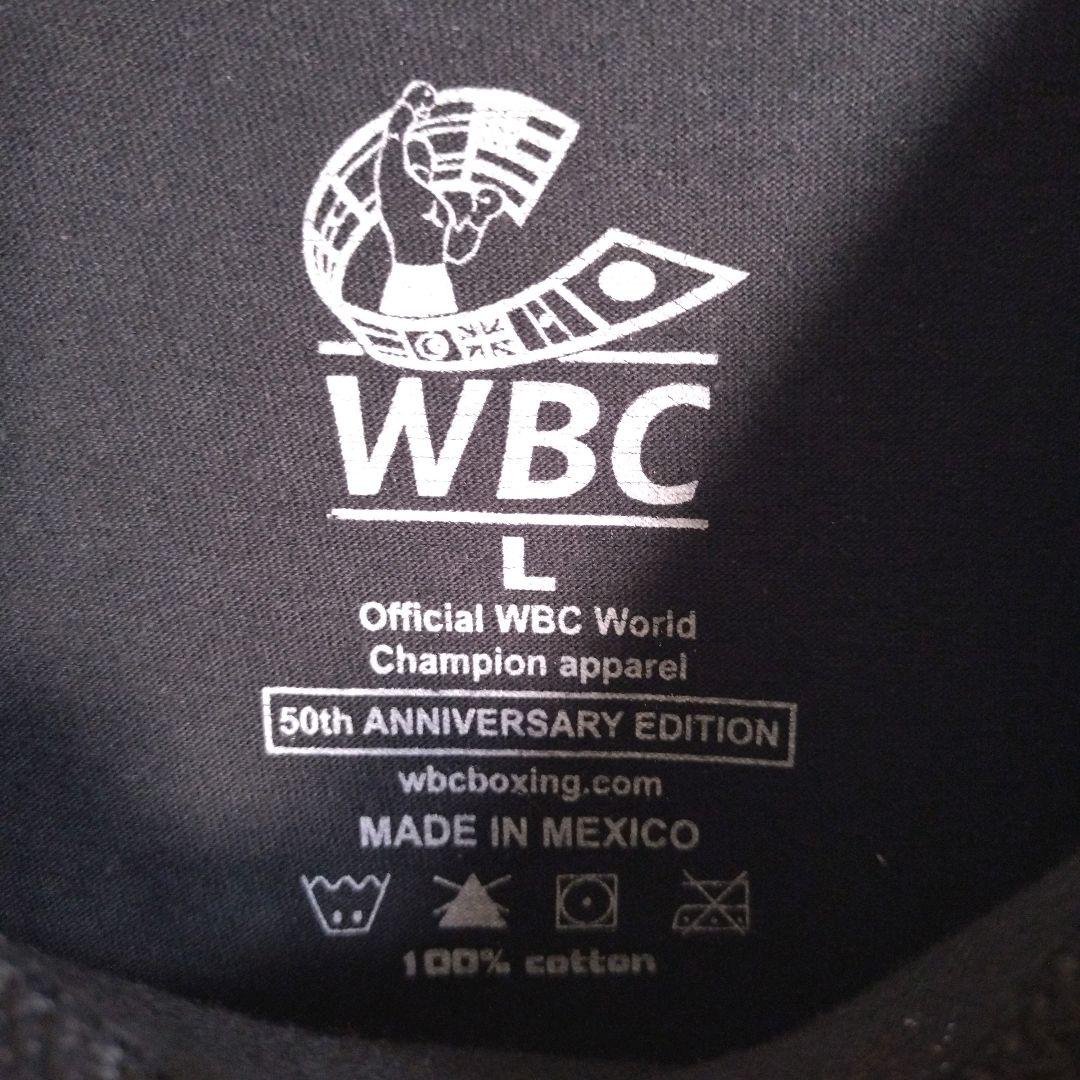 WBC
L
Official WBC World
Champion apparel
50th ANNIVERSARY EDITION
wbcboxing.com
MADE IN MEXICO
100% cotton